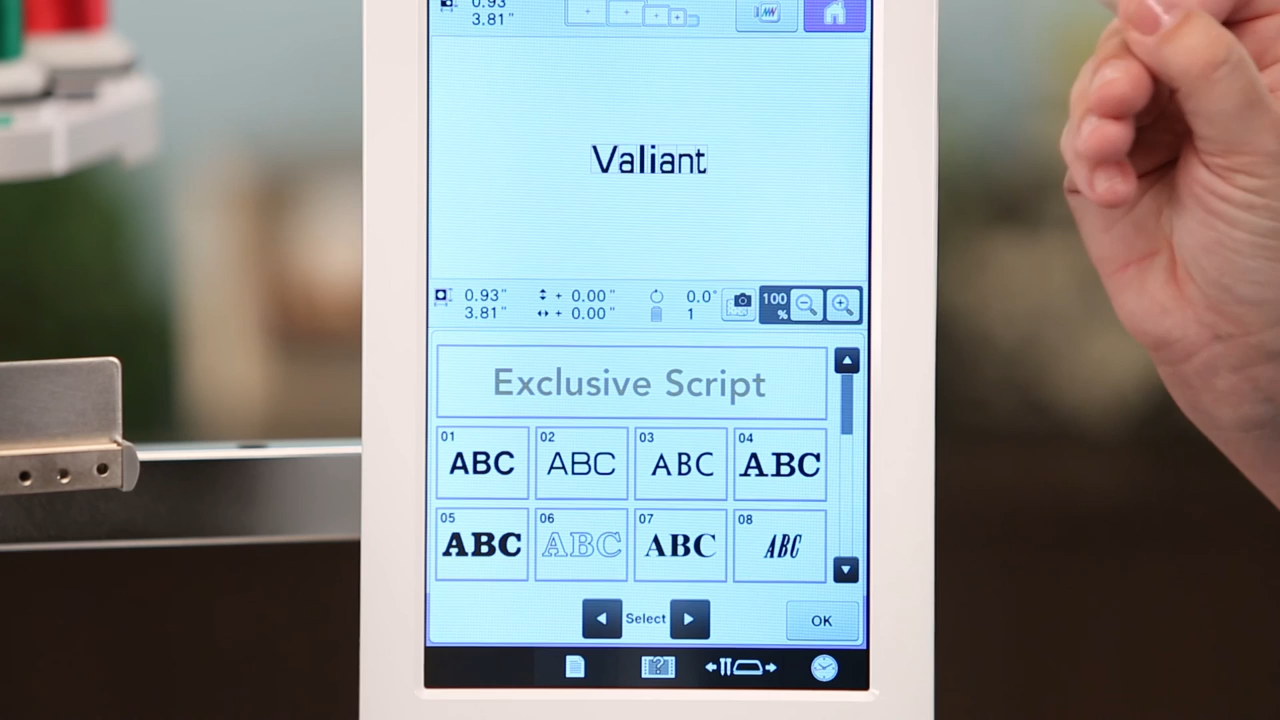 0.93
3.81"
Valiant
0.93" + 0.00" 0.0° 100 %
3.81" + 0.00" 1
Exclusive Script
01 ABC 02 ABC 03 ABC 04 ABC
05 ABC 06 ABC 07 ABC 08 ABC
Select OK